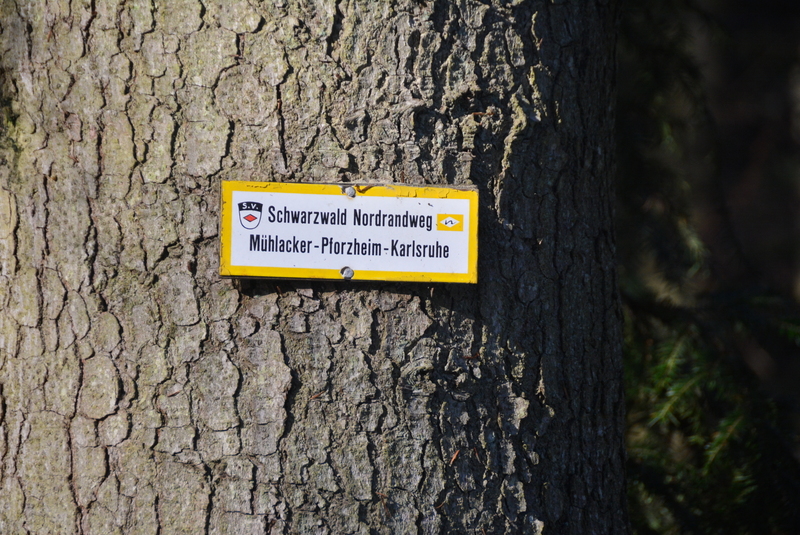 S.V. Schwarzwald Nordrandweg
Mühlacker-Pforzheim-Karlsruhe